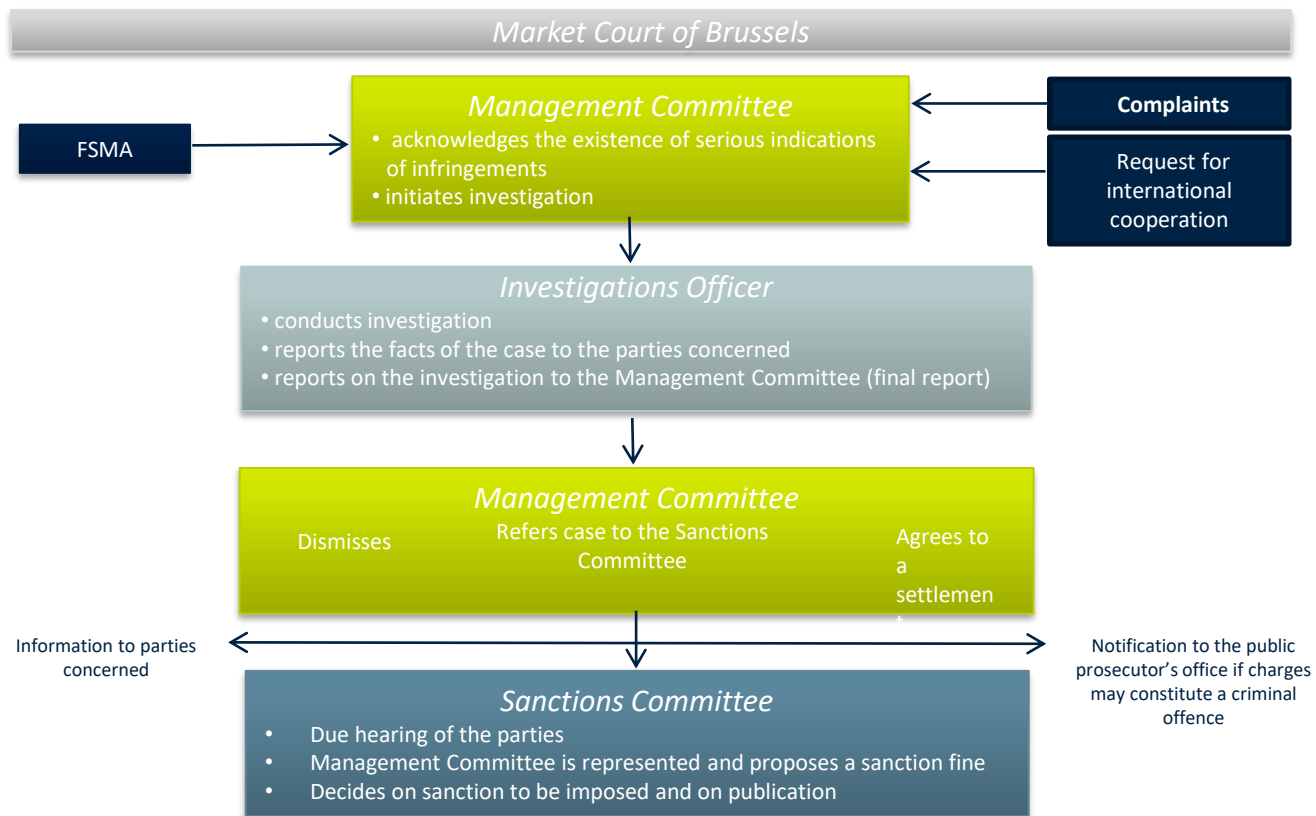 Market Court of Brussels
Management Committee
• acknowledges the existence of serious indications
of infringements
• initiates investigation
FSMA
Complaints
Request for
international
cooperation
Investigations Officer
• conducts investigation
• reports the facts of the case to the parties concerned
• reports on the investigation to the Management Committee (final report)
Management Committee
Dismisses
Refers case to the Sanctions
Committee
Agrees to
a
settlemen
t
Information to parties
concerned
Notification to the public
prosecutor's office if charges
may constitute a criminal
offence
Sanctions Committee
• Due hearing of the parties
• Management Committee is represented and proposes a sanction fine
• Decides on sanction to be imposed and on publication